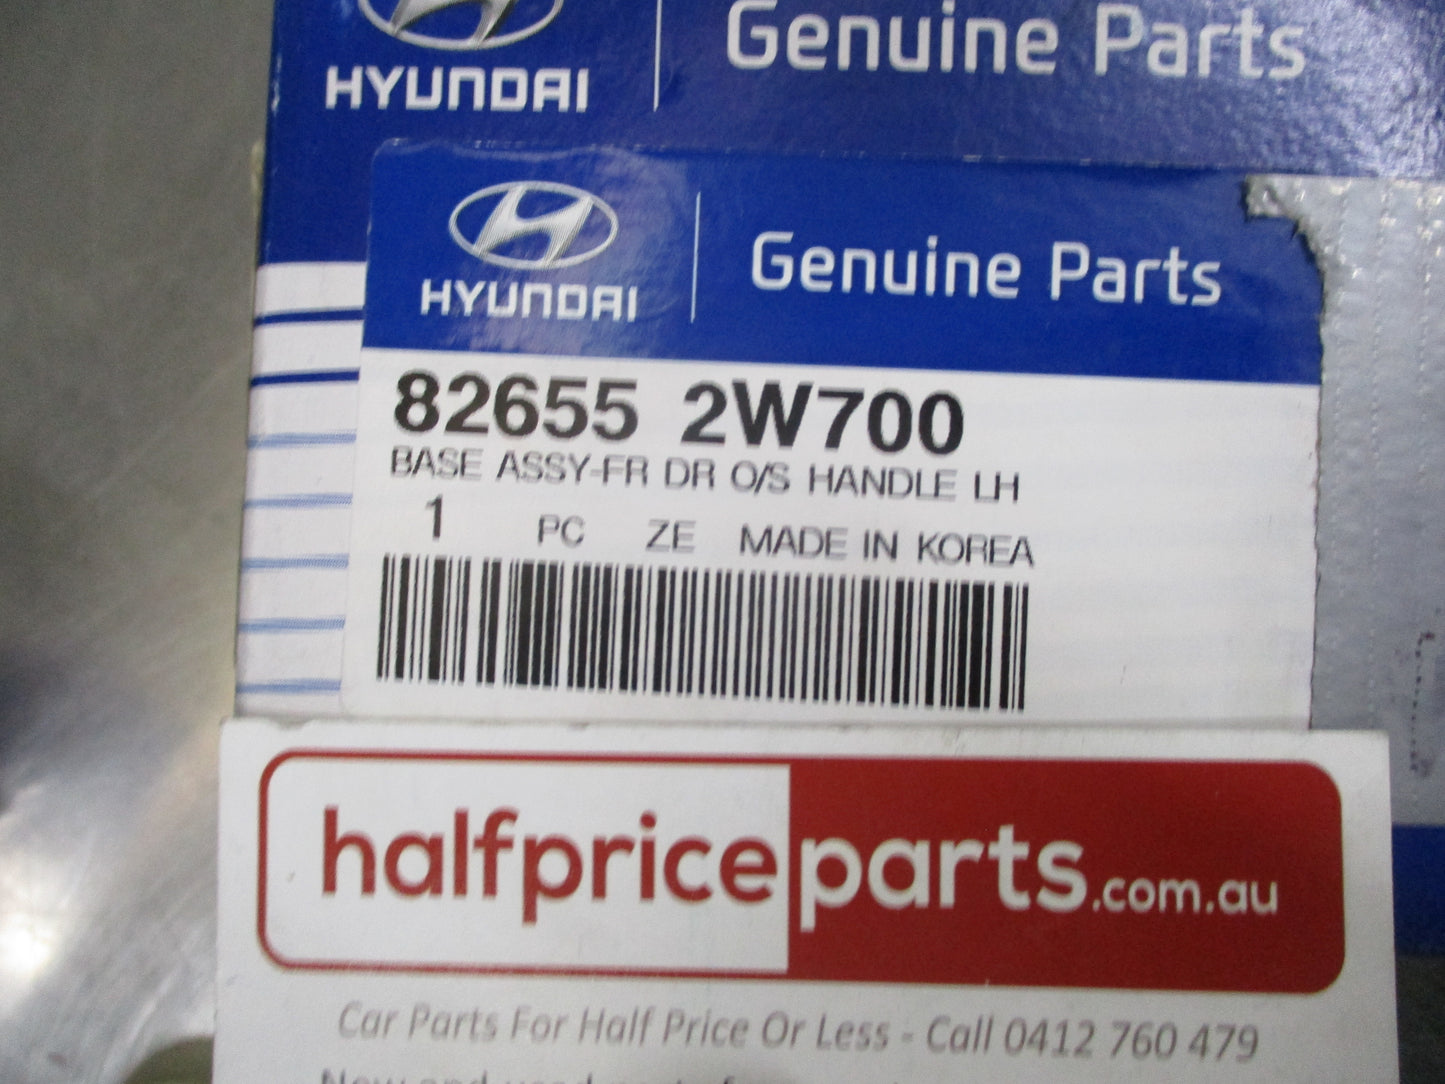 HYUNDAI
Genuine Parts
HYUNDAI
Genuine Parts
82655 2W700
BASE ASSY-FR DR O/S HANDLE LH
1 PC ZE MADE IN KOREA
halfpriceparts.com.au
Car Parts For Half Price Or Less - Call 0412 760 479